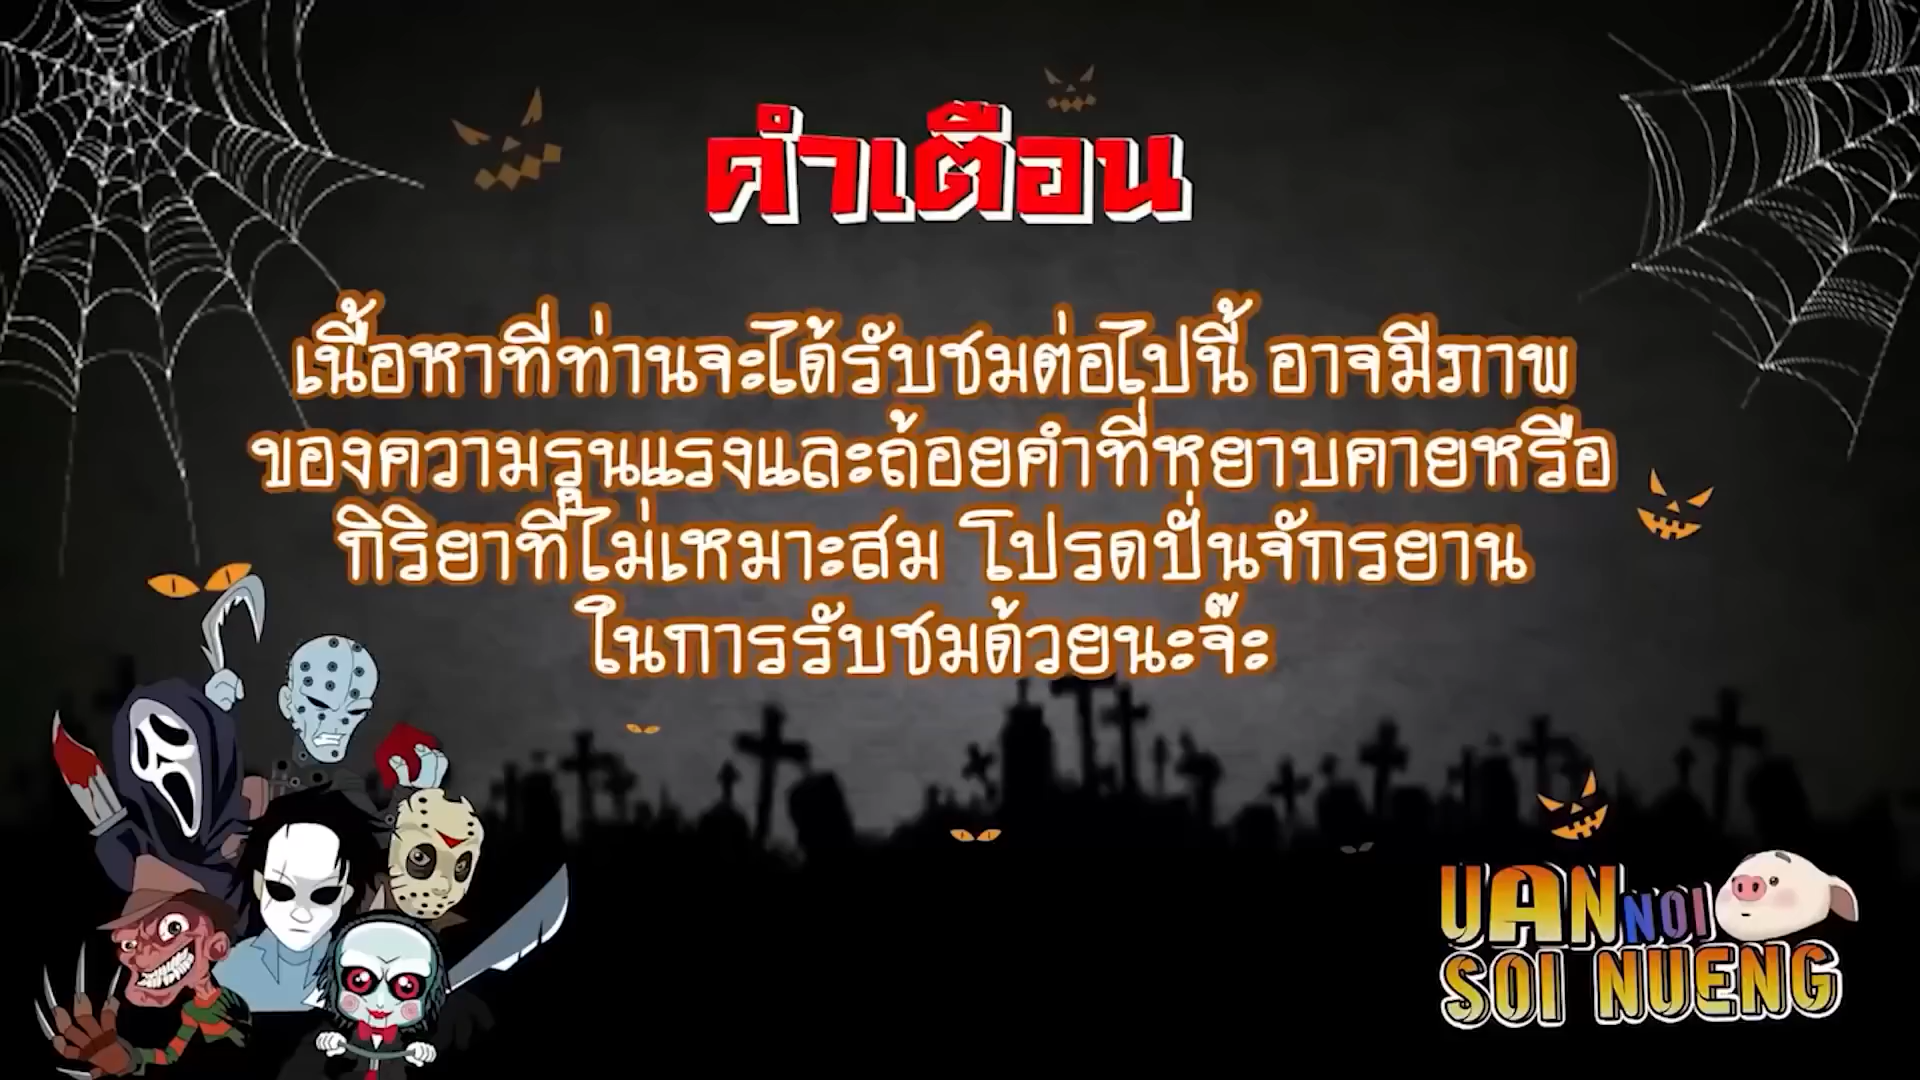 คำเตือน
เนื้อหาที่ท่านจะได้รับชมต่อไปนี้ อาจมีภาพ
ของความรุนแรงและถ้อยคำที่หยาบคายหรือ
กิริยาที่ไม่เหมาะสม โปรดปั่นจักรยาน
ในการรับชมด้วยนะจ๊ะ
UAN NOI
SOI NUENG